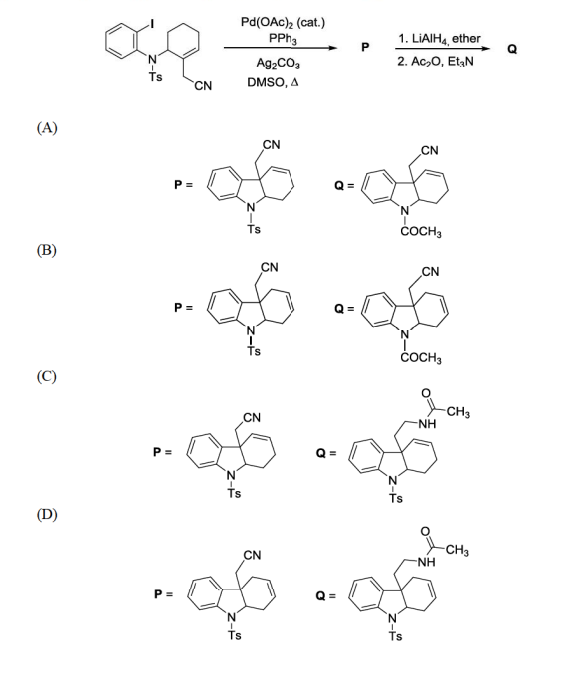 I
N
Ts
CN
Pd(OAc)₂ (cat.)
PPh₃
Ag₂CO₃
DMSO, Δ
P
1. LiAlH₄, ether
2. Ac₂O, Et₃N
Q
(A)
P =
CN
N
Ts
Q =
CN
N
COCH₃
(B)
P =
CN
N
Ts
Q =
CN
N
COCH₃
(C)
P =
CN
N
Ts
Q =
O
CH₃
NH
N
Ts
(D)
P =
CN
N
Ts
Q =
O
CH₃
NH
N
Ts